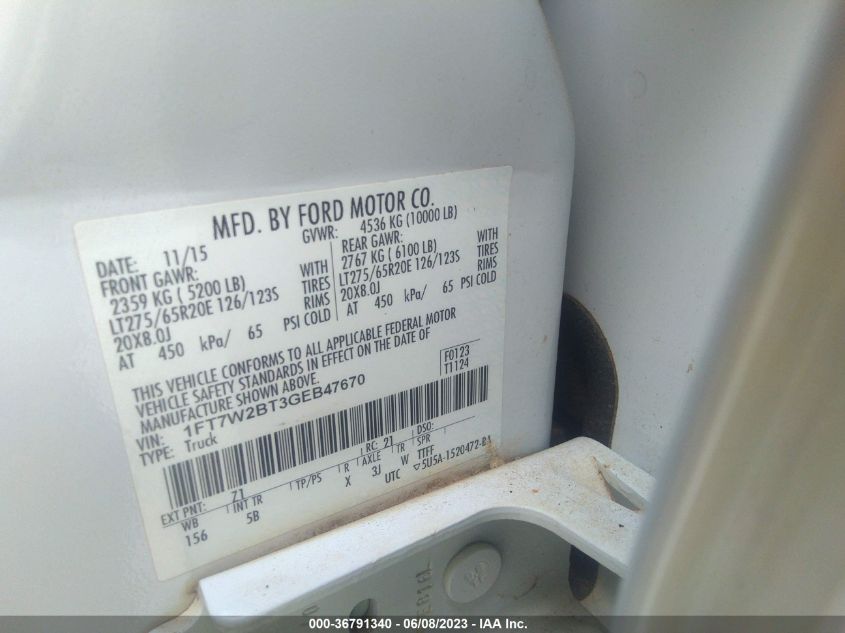 MFD. BY FORD MOTOR CO.
DATE: 11/15 GVWR: 4536 KG (10000 LB)
FRONT GAWR: REAR GAWR:
2359 KG ( 5200 LB) WITH 2767 KG ( 6100 LB) WITH
LT275/65R20E 126/123S TIRES LT275/65R20E 126/123S TIRES
20X8.0J RIMS 20X8.0J RIMS
AT 450 kPa/ 65 PSI COLD AT 450 kPa/ 65 PSI COLD
THIS VEHICLE CONFORMS TO ALL APPLICABLE FEDERAL MOTOR
VEHICLE SAFETY STANDARDS IN EFFECT ON THE DATE OF
MANUFACTURE SHOWN ABOVE.
F0123
T1124
VIN: 1FT7W2BT3GEB47670
TYPE: Truck
EXT PNT: Z1 RC: 21 DSO:
WB INT TR TP/PS R AXLE TR SPR
156 5B X 3J W TTFF
UTC ▽5U5A-1520472-BA
000-36791340 - 06/08/2023 - IAA Inc.